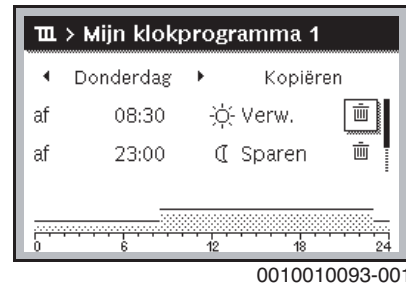 > Mijn klokprogramma 1
Donderdag Kopiëren
af 08:30 Verw.
af 23:00 Sparen
0 6 12 18 24
0010010093-001